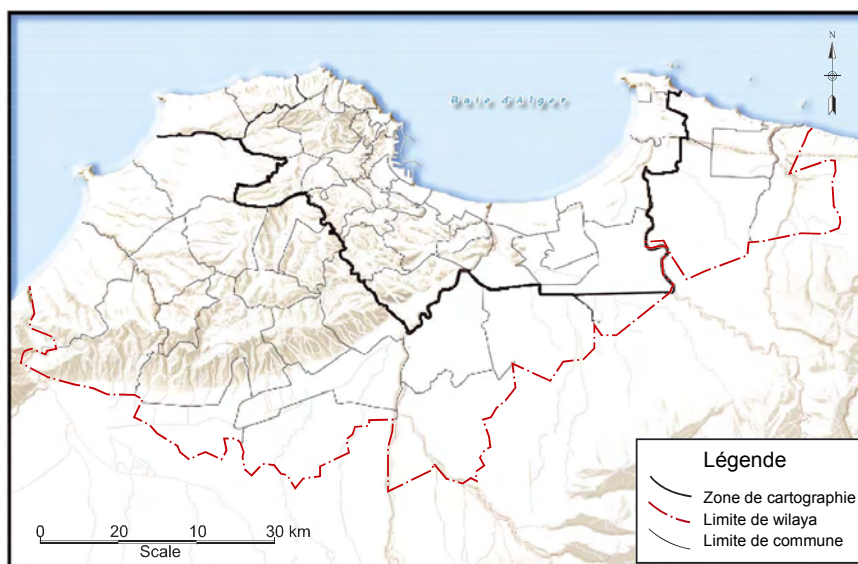 N
Baie d'Alger
Légende
Zone de cartographie
Limite de wilaya
Limite de commune
0 20 10 30 km
Scale